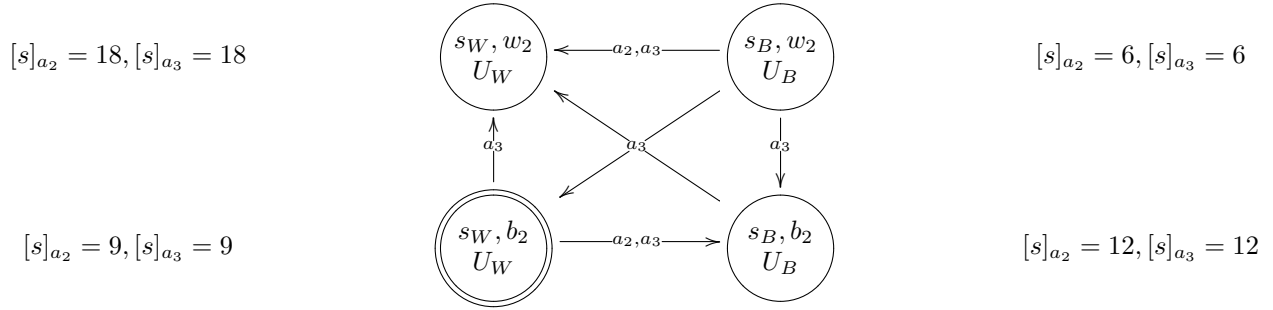 [s]_{a_2} = 18, [s]_{a_3} = 18
s_W, w_2
U_W
a_2,a_3
s_B, w_2
U_B
[s]_{a_2} = 6, [s]_{a_3} = 6
a_3
a_3
a_3
[s]_{a_2} = 9, [s]_{a_3} = 9
s_W, b_2
U_W
a_2,a_3
s_B, b_2
U_B
[s]_{a_2} = 12, [s]_{a_3} = 12